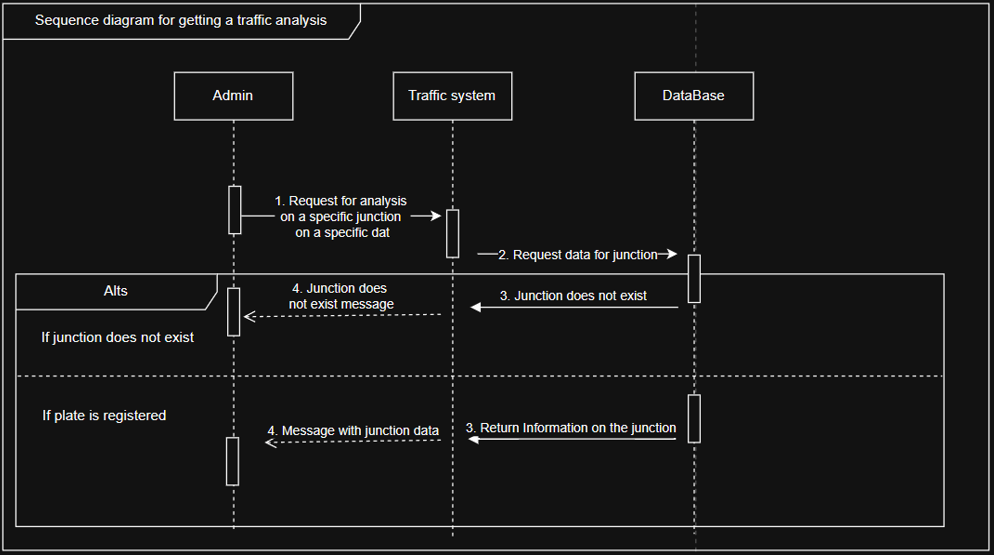 Sequence diagram for getting a traffic analysis
Admin
Traffic system
DataBase
1. Request for analysis
on a specific junction
on a specific dat
2. Request data for junction
Alts
4. Junction does
not exist message
3. Junction does not exist
If junction does not exist
If plate is registered
4. Message with junction data
3. Return Information on the junction